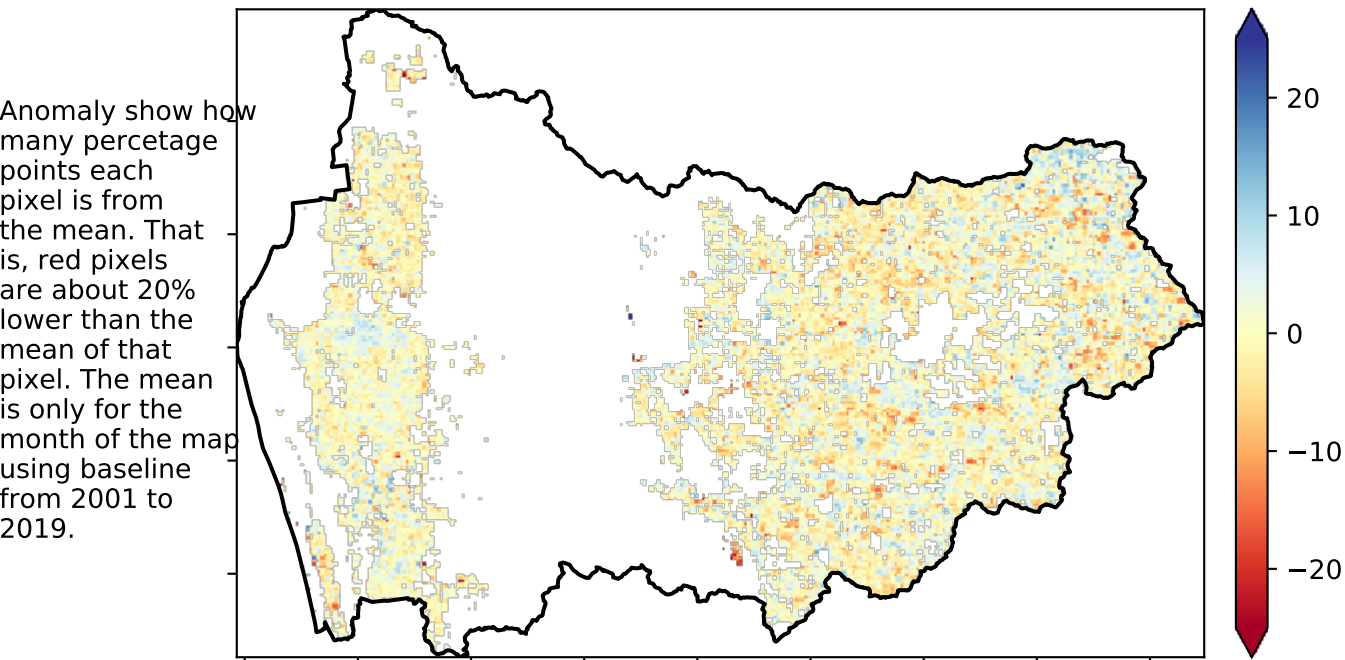 Anomaly show how
many percetage
points each
pixel is from
the mean. That
is, red pixels
are about 20%
lower than the
mean of that
pixel. The mean
is only for the
month of the map
using baseline
from 2001 to
2019.
20
10
0
−10
−20